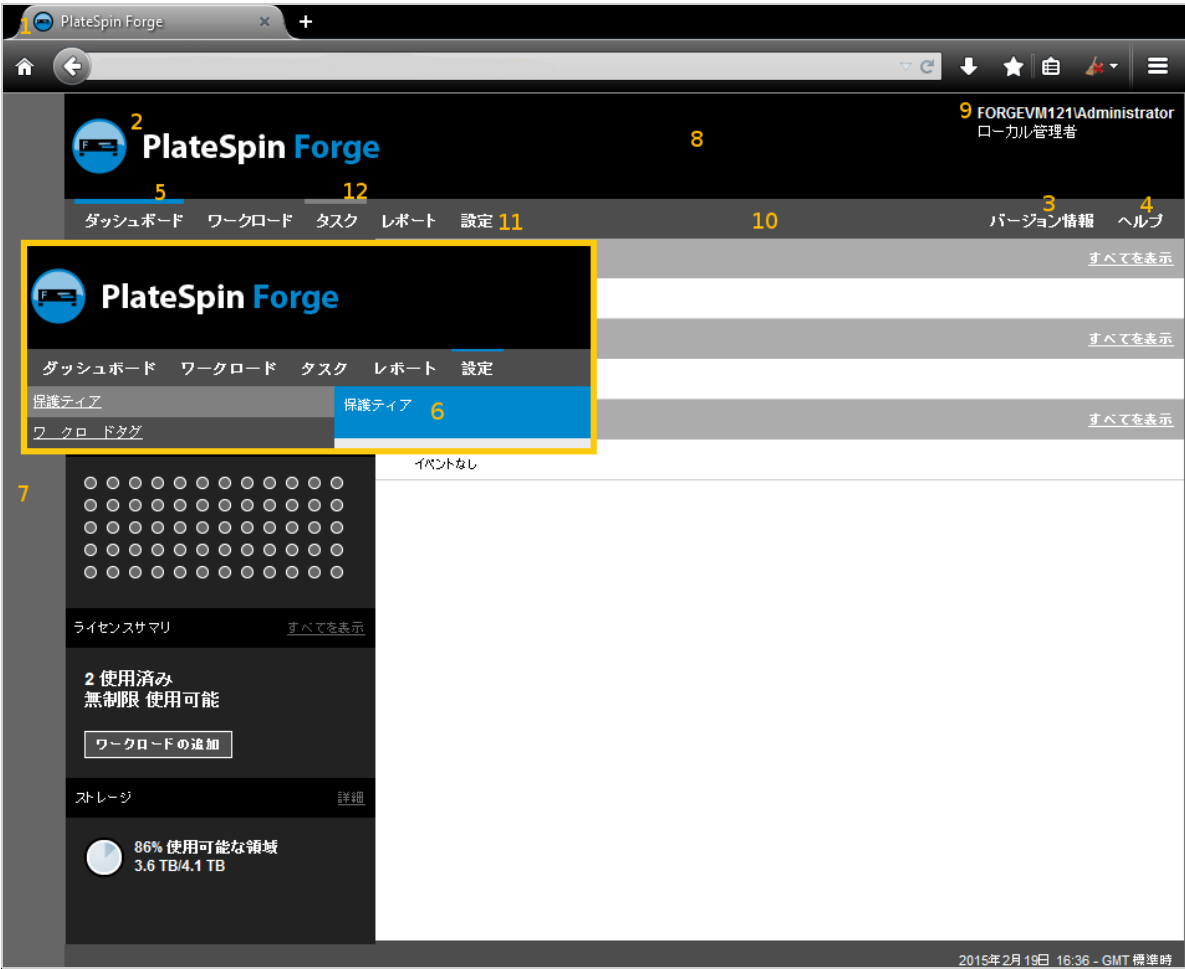 1 PlateSpin Forge
2 PlateSpin Forge
8
9 FORGEVM121\Administrator
ローカル管理者
5
12
3
4
ダッシュボード ワークロード タスク レポート 設定 11 10 バージョン情報 ヘルプ
すべてを表示
PlateSpin Forge
すべてを表示
ダッシュボード ワークロード タスク レポート 設定
保護ティア
保護ティア 6
ワークロードタグ
すべてを表示
イベントなし
7
ライセンスサマリ すべてを表示
2 使用済み
無制限 使用可能
ワークロードの追加
ストレージ 詳細
86% 使用可能な領域
3.6 TB/4.1 TB
2015年2月19日 16:36 - GMT 標準時